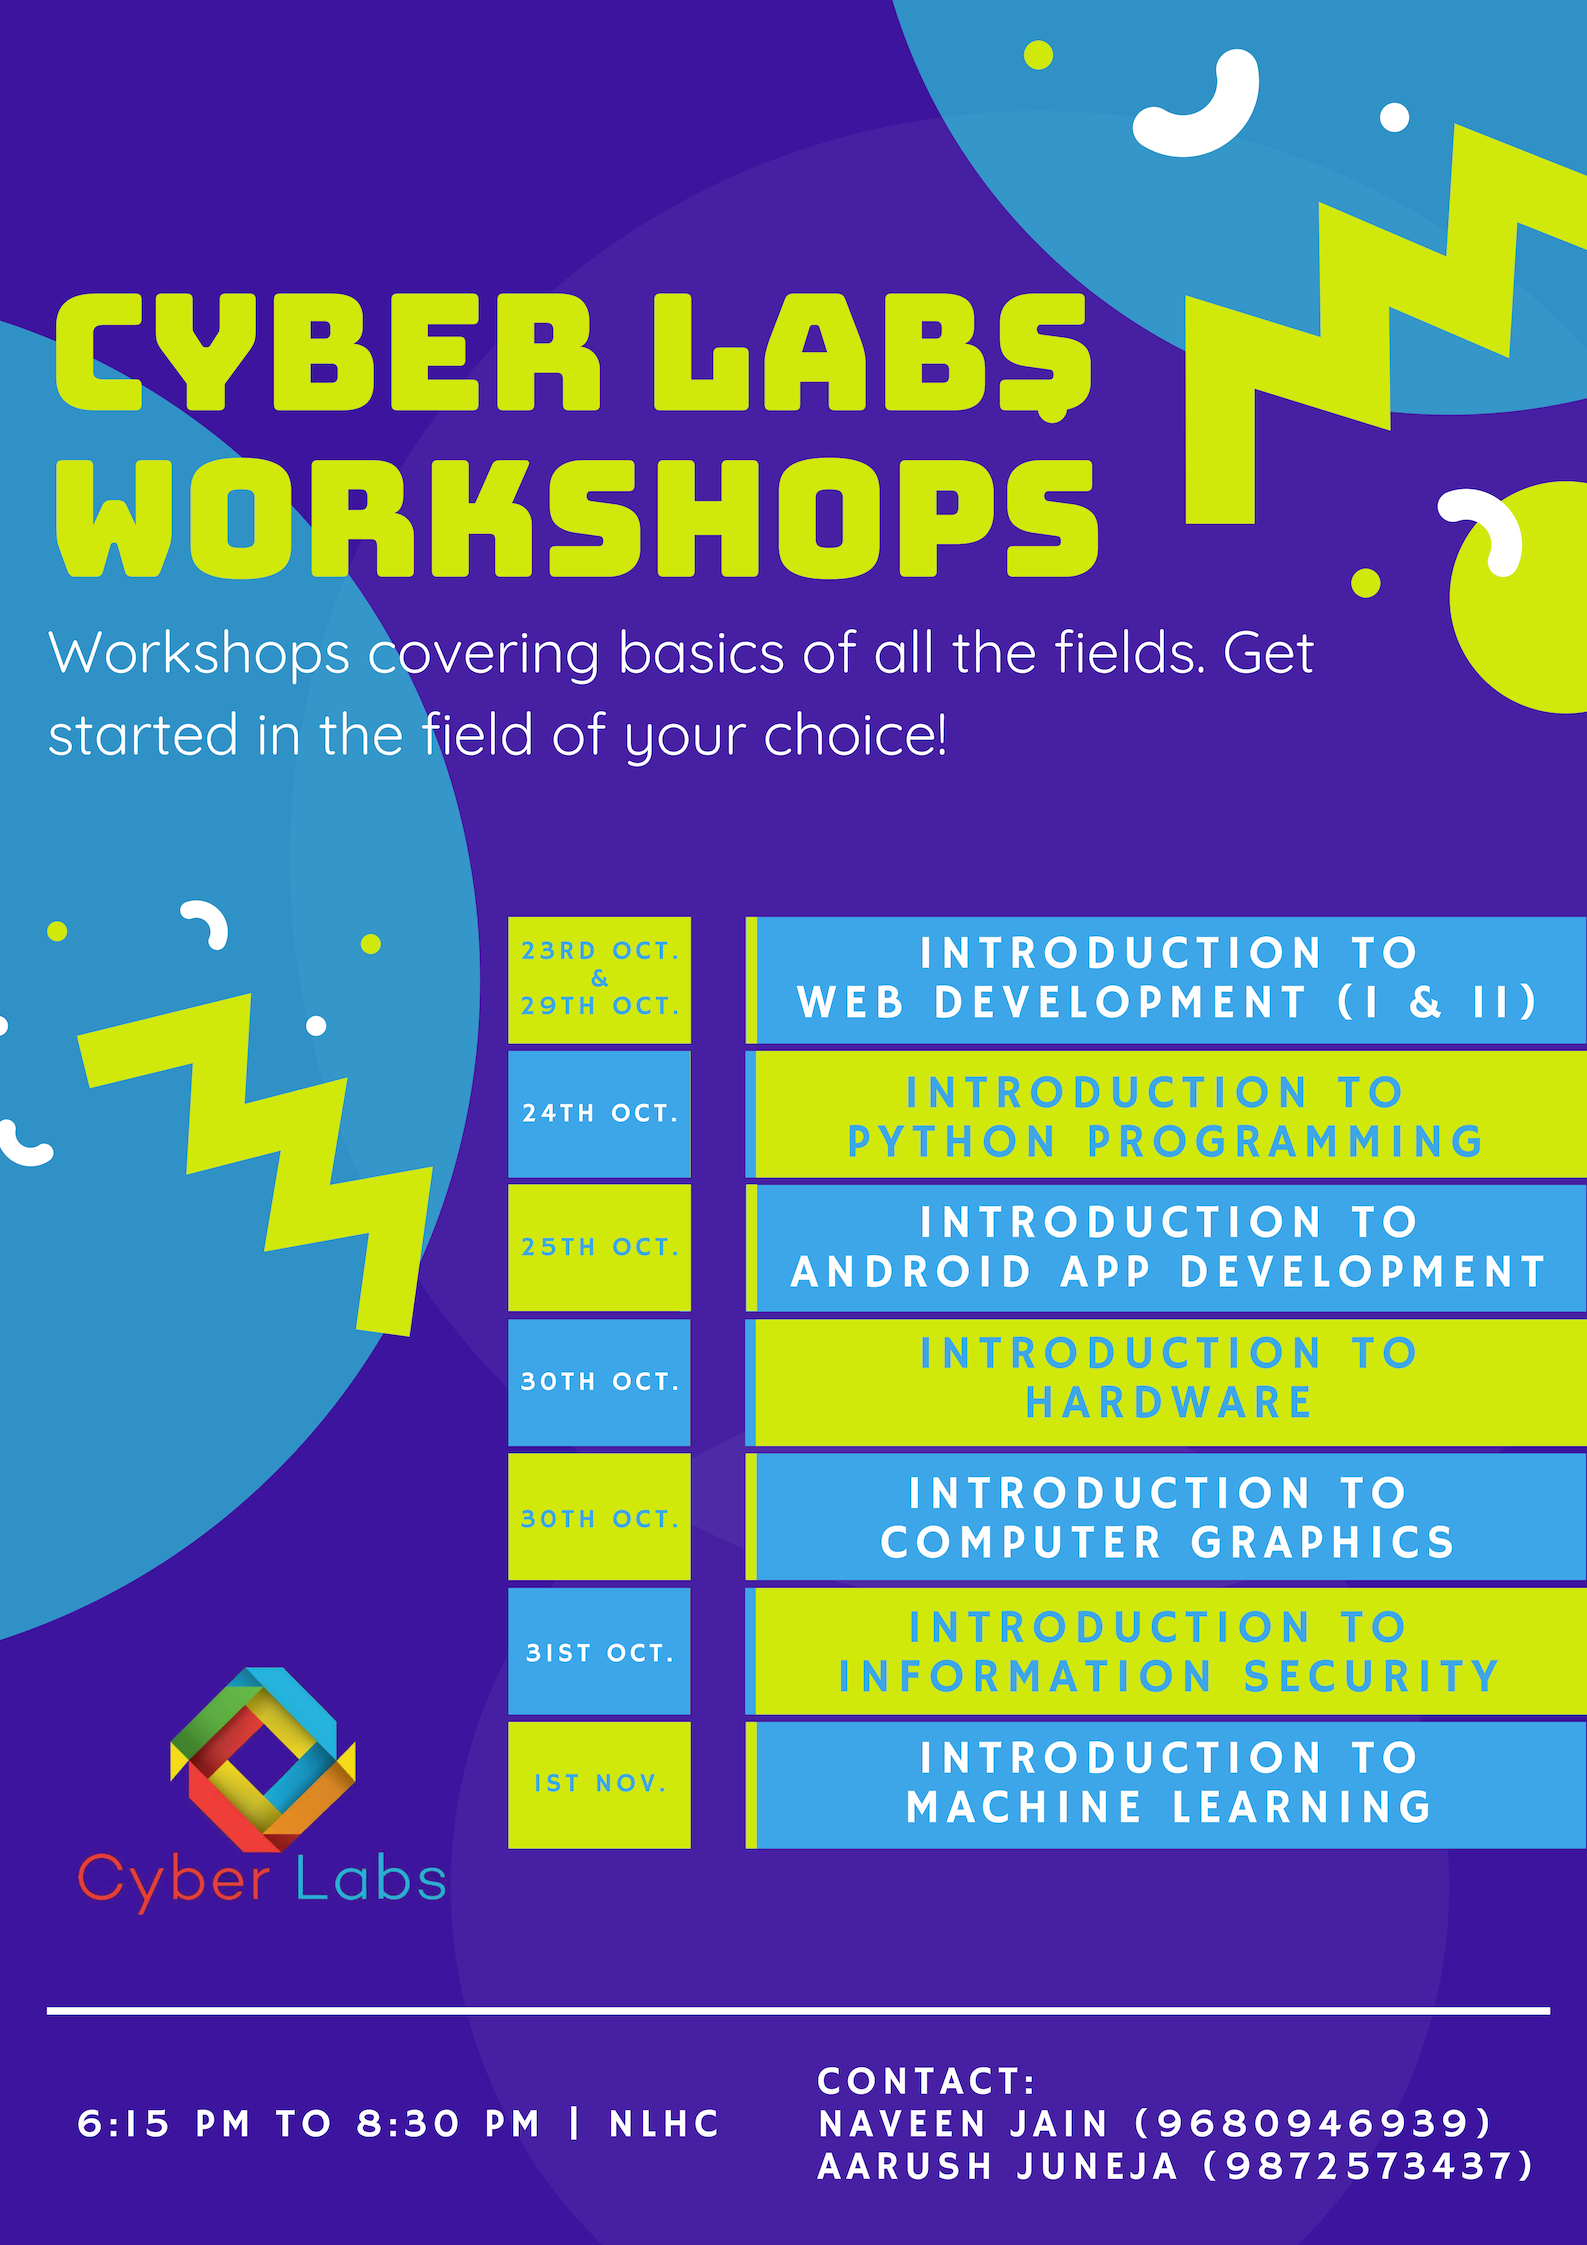 CYBER LABS
WORKSHOPS
Workshops covering basics of all the fields. Get
started in the field of your choice!
23RD OCT.
&
29TH OCT.
INTRODUCTION TO
WEB DEVELOPMENT (I & II)
24TH OCT.
INTRODUCTION TO
PYTHON PROGRAMMING
25TH OCT.
INTRODUCTION TO
ANDROID APP DEVELOPMENT
30TH OCT.
INTRODUCTION TO
HARDWARE
30TH OCT.
INTRODUCTION TO
COMPUTER GRAPHICS
31ST OCT.
INTRODUCTION TO
INFORMATION SECURITY
1ST NOV.
INTRODUCTION TO
MACHINE LEARNING
Cyber Labs
6:15 PM TO 8:30 PM | NLHC
CONTACT:
NAVEEN JAIN (9680946939)
AARUSH JUNEJA (9872573437)